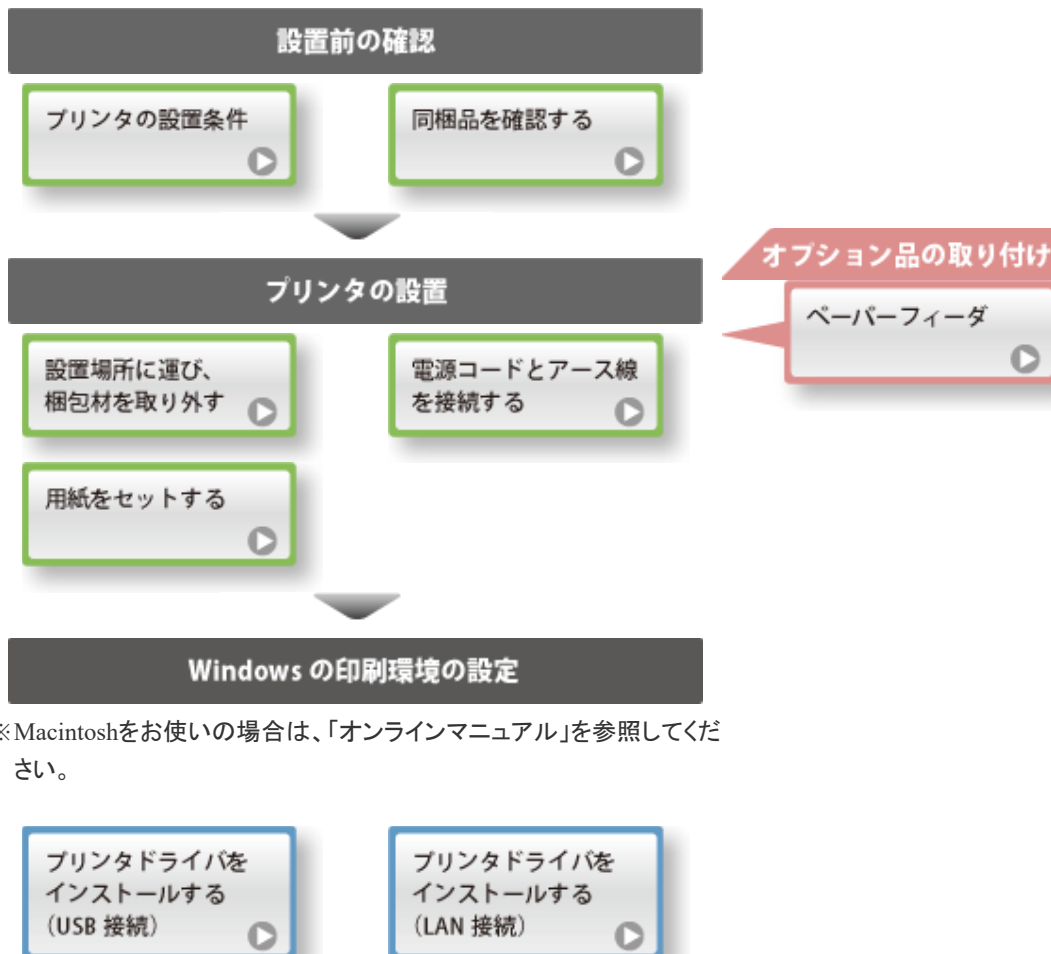 設置前の確認
プリンタの設置条件
同梱品を確認する
プリンタの設置
オプション品の取り付け
ペーパーフィーダ
設置場所に運び、
梱包材を取り外す
電源コードとアース線
を接続する
用紙をセットする
Windows の印刷環境の設定
※Macintoshをお使いの場合は、「オンラインマニュアル」を参照してくだ
さい。
プリンタドライバを
インストールする
（USB 接続）
プリンタドライバを
インストールする
（LAN 接続）